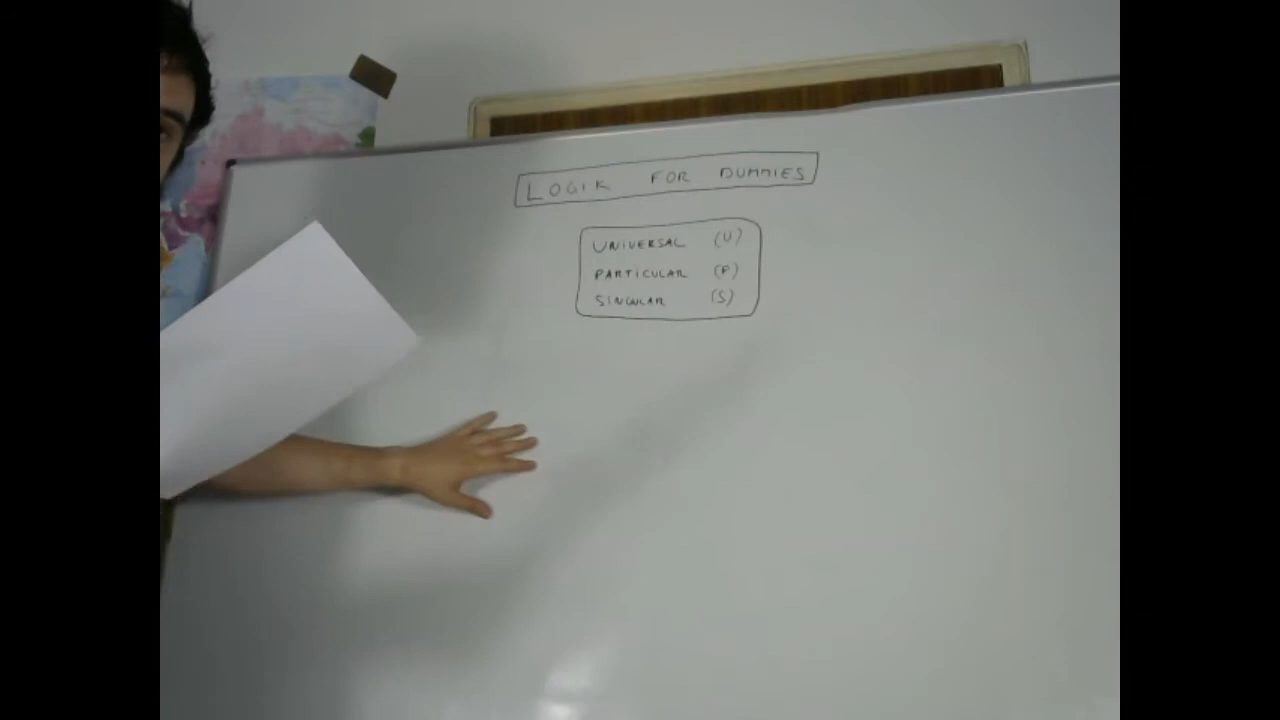 LOGIK FOR DUMMIES
UNIVERSAL (U)
PARTICULAR (P)
SINGULAR (S)